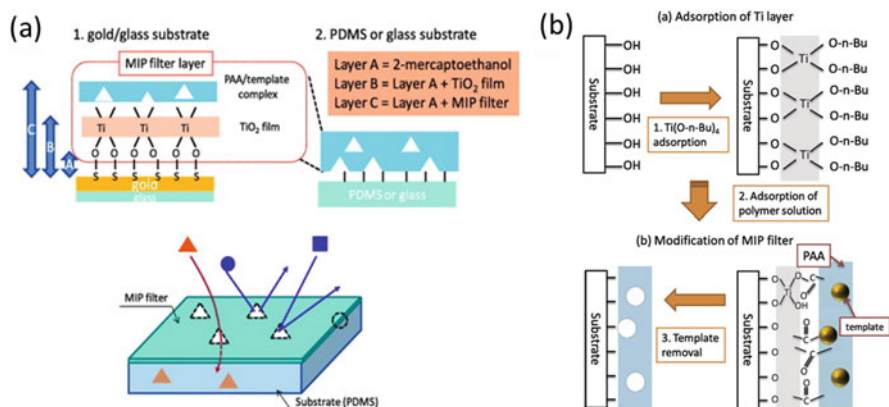 (a)
1. gold/glass substrate
MIP filter layer
PAA/template
complex
TiO₂ film
Ti Ti Ti
O O O O O O
S S S S S S
gold
glass
C
B
A
2. PDMS or glass substrate
Layer A = 2-mercaptoethanol
Layer B = Layer A + TiO₂ film
Layer C = Layer A + MIP filter
PDMS or glass
MIP filter
Substrate (PDMS)
(b)
(a) Adsorption of Ti layer
Substrate
OH
OH
OH
OH
OH
OH
1. Ti(O-n-Bu)₄
adsorption
Substrate
O Ti O-n-Bu
O O-n-Bu
O Ti O-n-Bu
O O-n-Bu
O Ti O-n-Bu
O O-n-Bu
2. Adsorption of
polymer solution
(b) Modification of MIP filter
PAA
Substrate
O
O
O
O
O
O
3. Template
removal
Substrate
O
O
O
O
O
O
Ti
O
C
O
OH
C
O
C
O
C
O
template